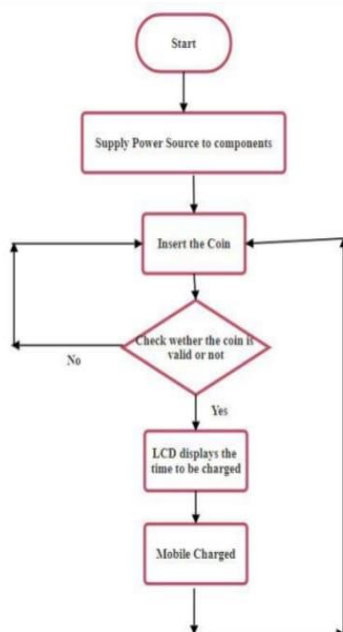 Start
Supply Power Source to components
Insert the Coin
Check wether the coin is
valid or not
No
Yes
LCD displays the
time to be charged
Mobile Charged